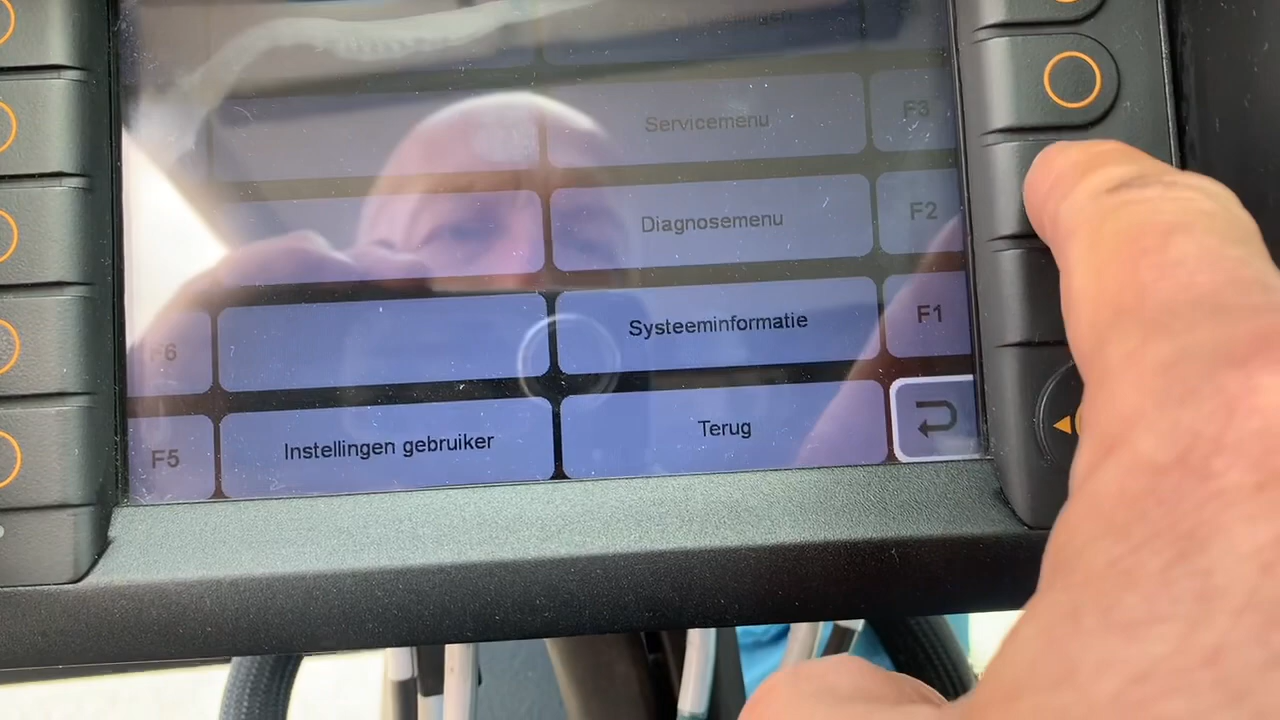 Servicemenu F3
Diagnosemenu F2
F6 Systeeminformatie F1
F5 Instellingen gebruiker Terug